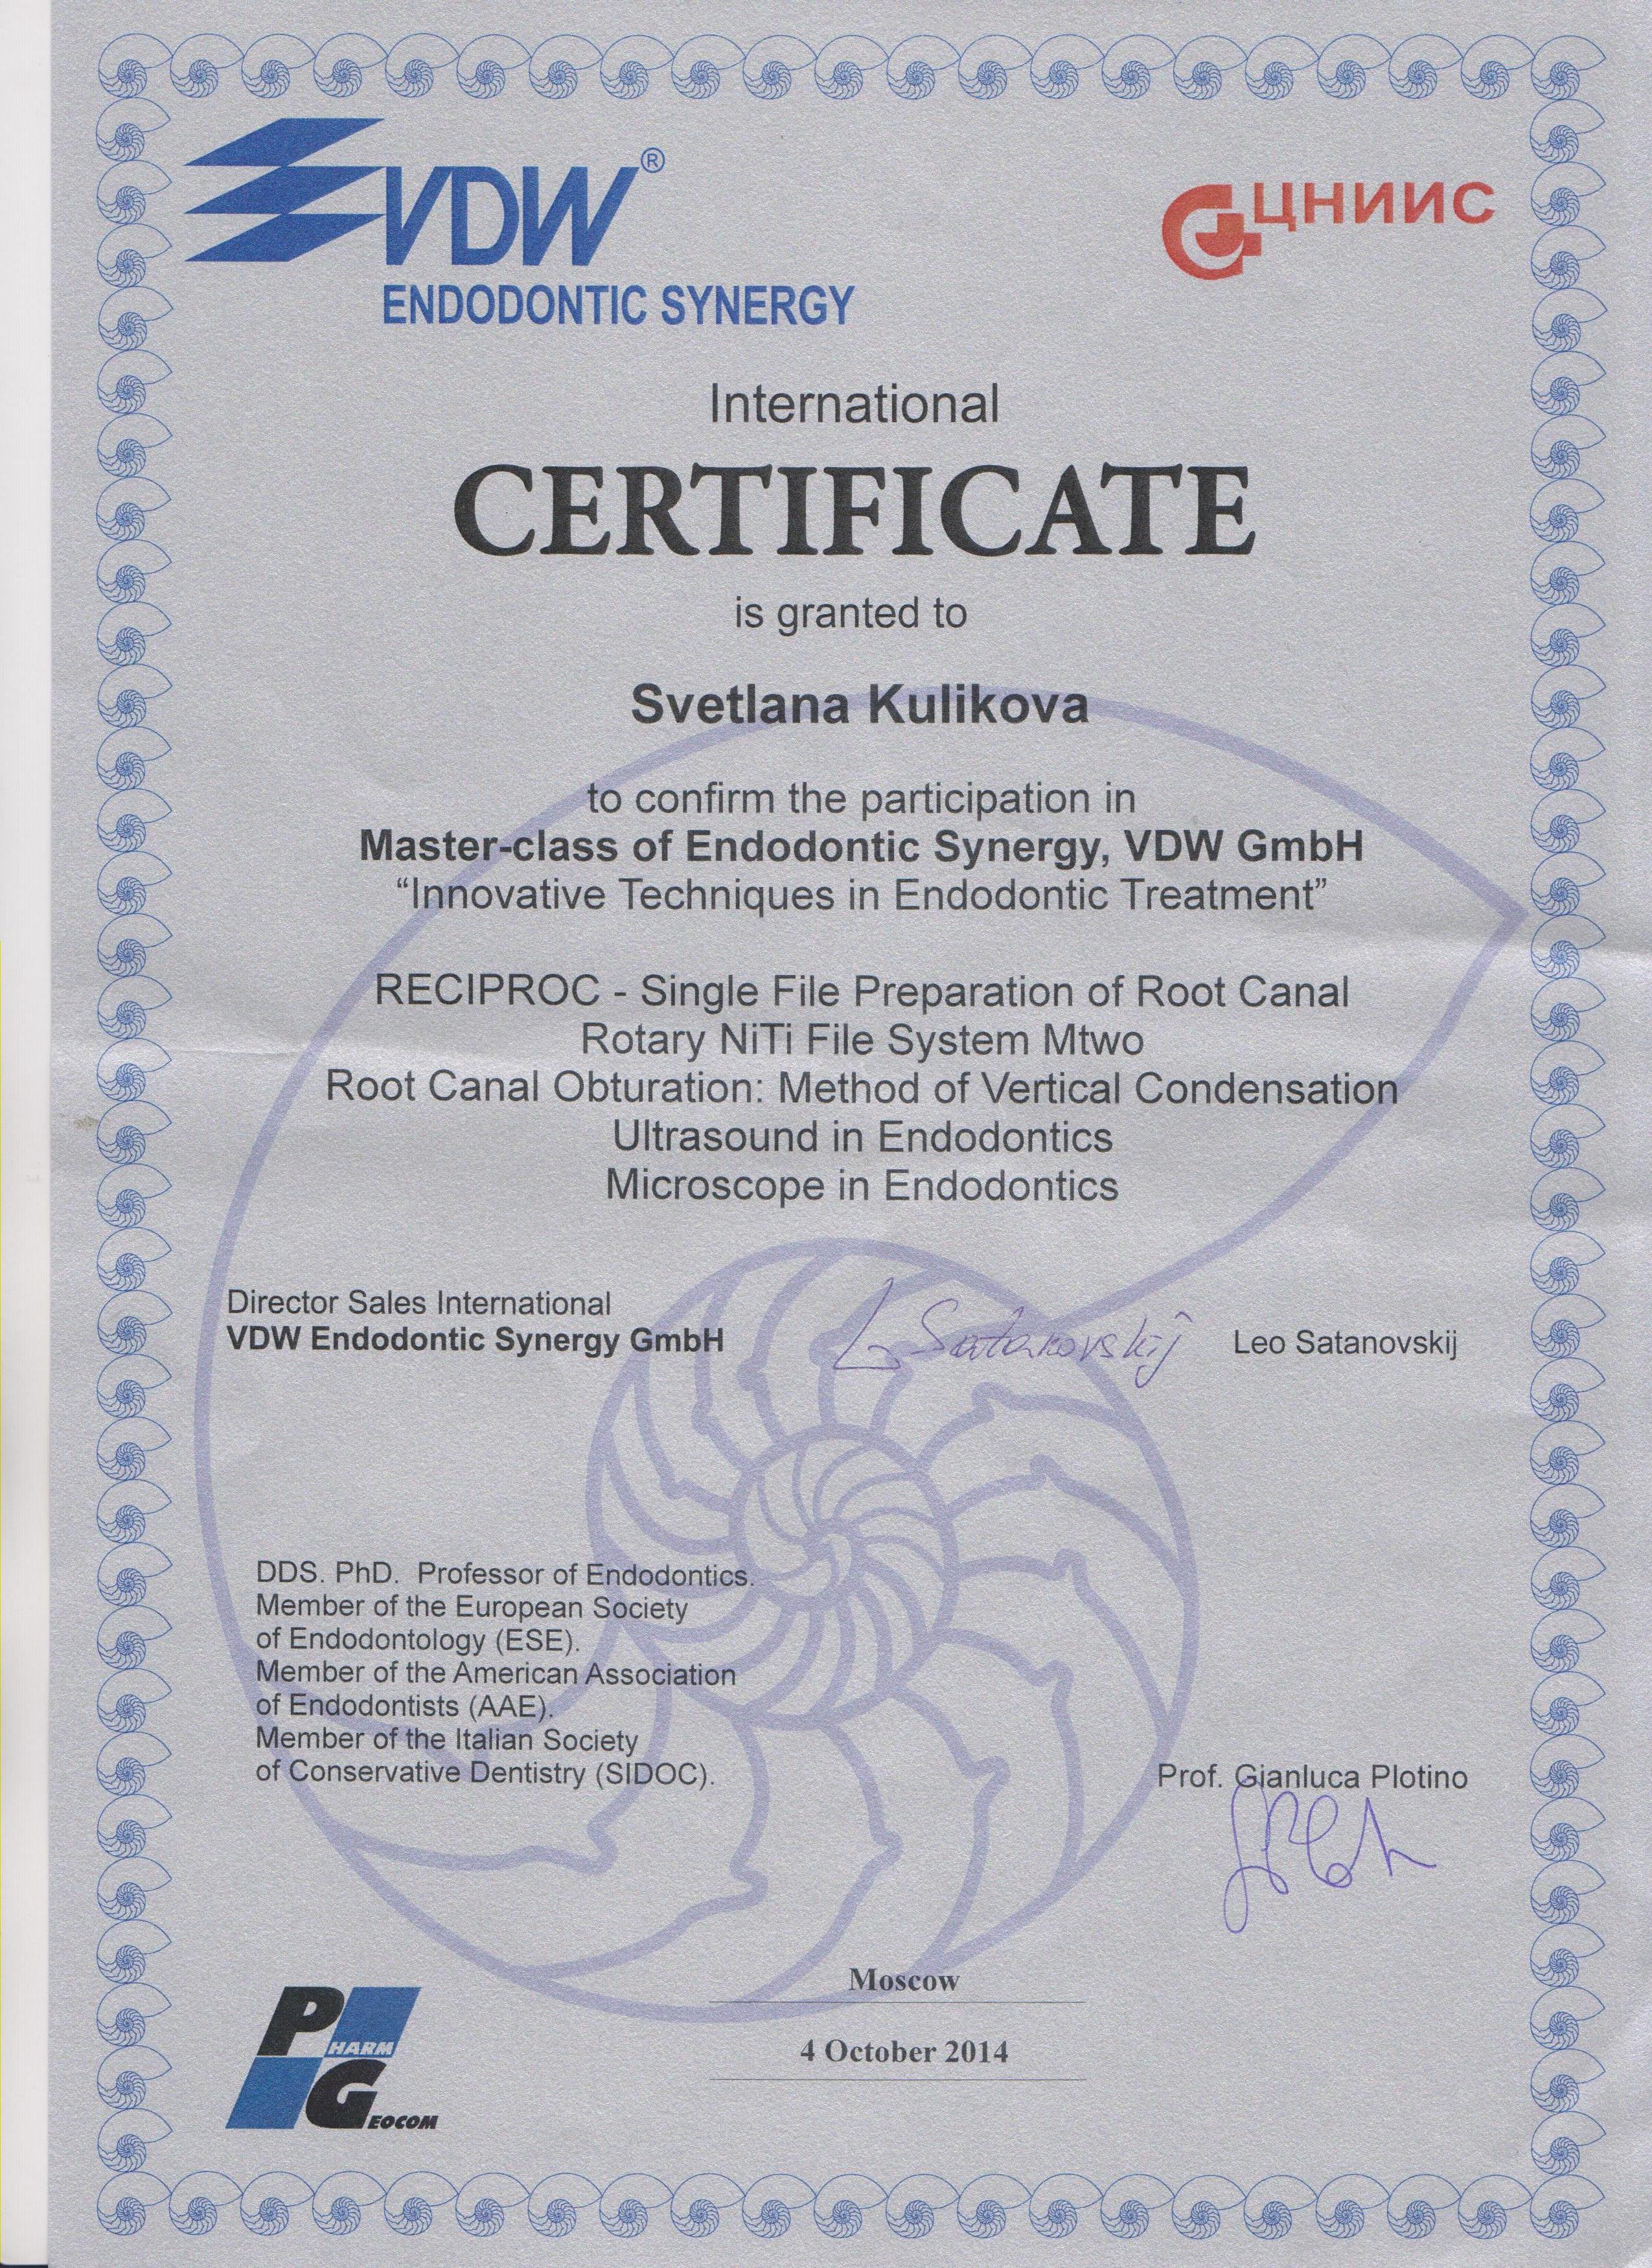 VDW®
ENDODONTIC SYNERGY
ЦНИИС
International
CERTIFICATE
is granted to
Svetlana Kulikova
to confirm the participation in
Master-class of Endodontic Synergy, VDW GmbH
“Innovative Techniques in Endodontic Treatment”
RECIPROC - Single File Preparation of Root Canal
Rotary NiTi File System Mtwo
Root Canal Obturation: Method of Vertical Condensation
Ultrasound in Endodontics
Microscope in Endodontics
Director Sales International
VDW Endodontic Synergy GmbH
L. Satanovskij
Leo Satanovskij
DDS. PhD. Professor of Endodontics.
Member of the European Society
of Endodontology (ESE).
Member of the American Association
of Endodontists (AAE).
Member of the Italian Society
of Conservative Dentistry (SIDOC).
Prof. Gianluca Plotino
Moscow
4 October 2014
PHARM
GEOCOM